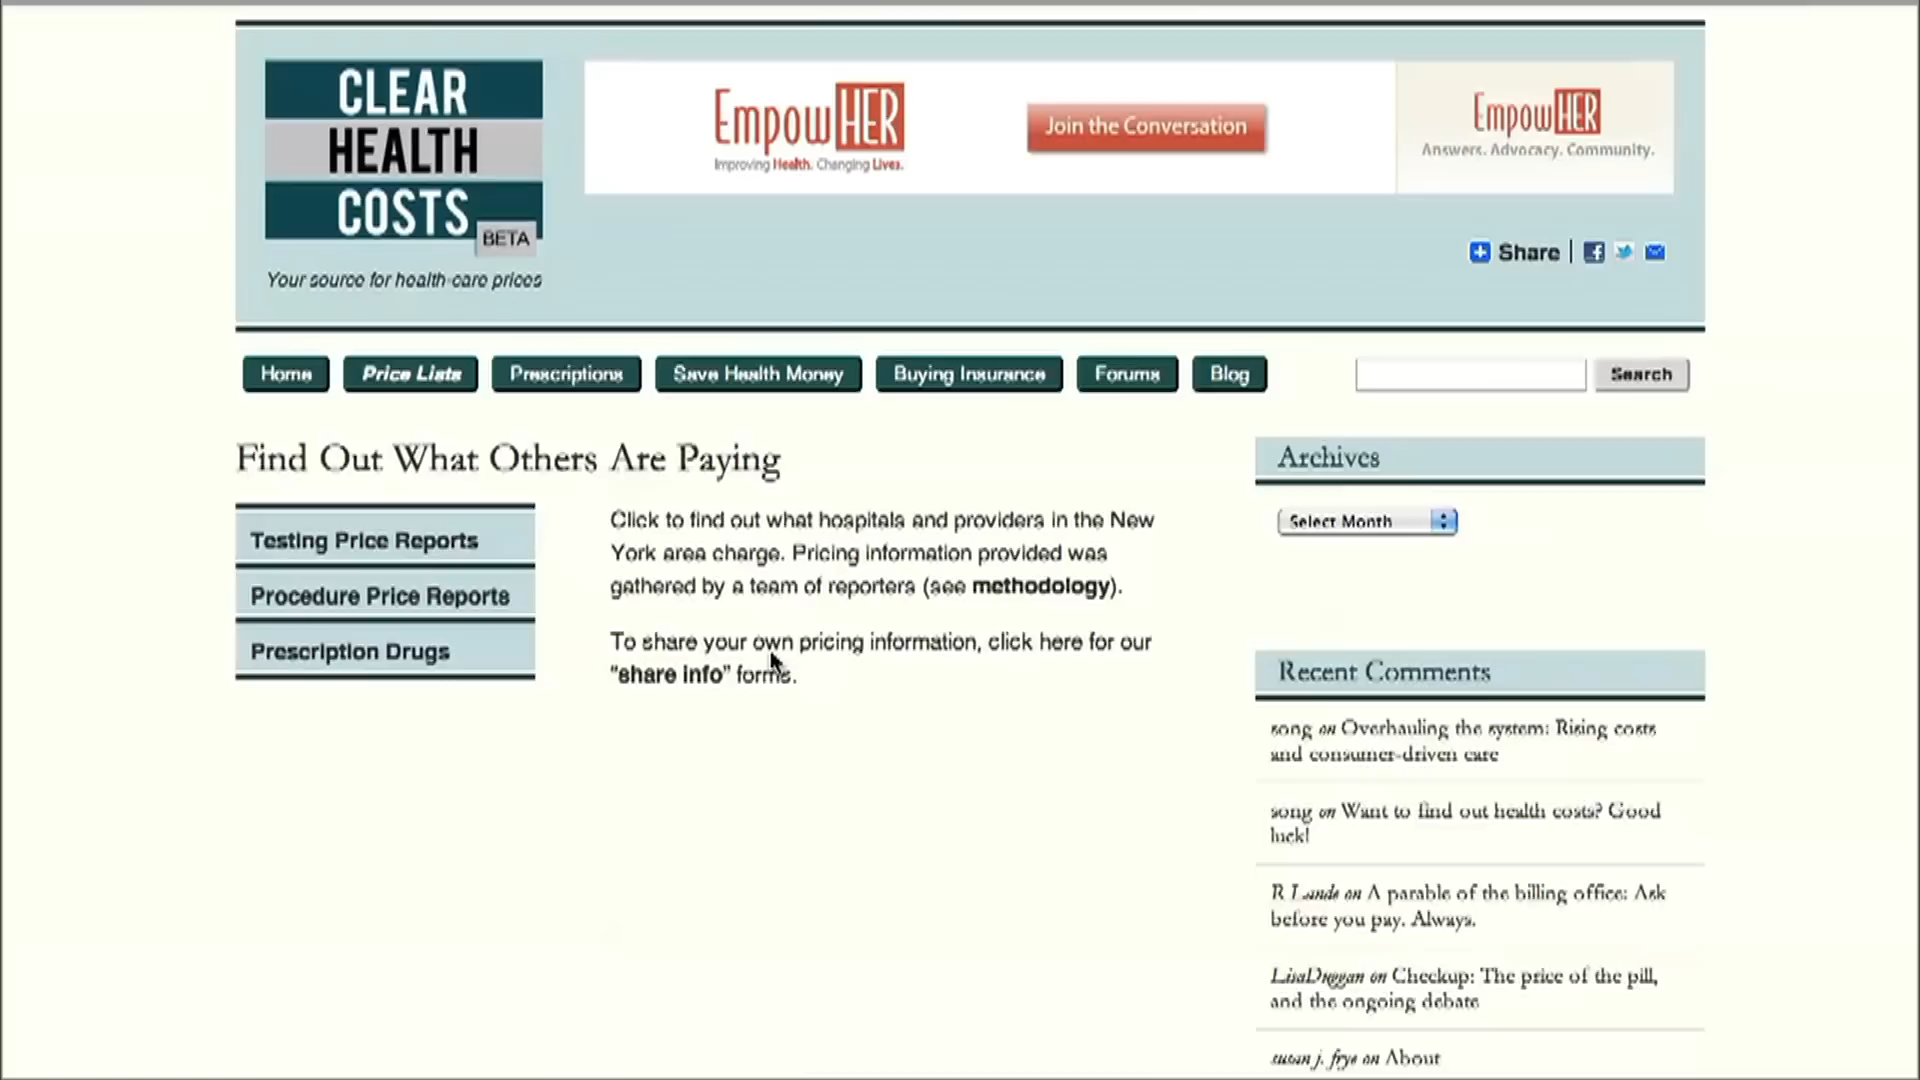 CLEAR
HEALTH
COSTS
BETA
Your source for health-care prices
EmpowHER
Improving Health. Changing Lives.
Join the Conversation
EmpowHER
Answers. Advocacy. Community.
Share
Home
Price Lists
Prescriptions
Save Health Money
Buying Insurance
Forums
Blog
Search
Find Out What Others Are Paying
Testing Price Reports
Procedure Price Reports
Prescription Drugs
Click to find out what hospitals and providers in the New
York area charge. Pricing information provided was
gathered by a team of reporters (see methodology).
To share your own pricing information, click here for our
"share info" forms.
Archives
Select Month
Recent Comments
song on Overhauling the system: Rising costs
and consumer-driven care
song on Want to find out health costs? Good
luck!
R Lande on A parable of the billing office: Ask
before you pay. Always.
LisaDuggan on Checkup: The price of the pill,
and the ongoing debate
susan j. frye on About